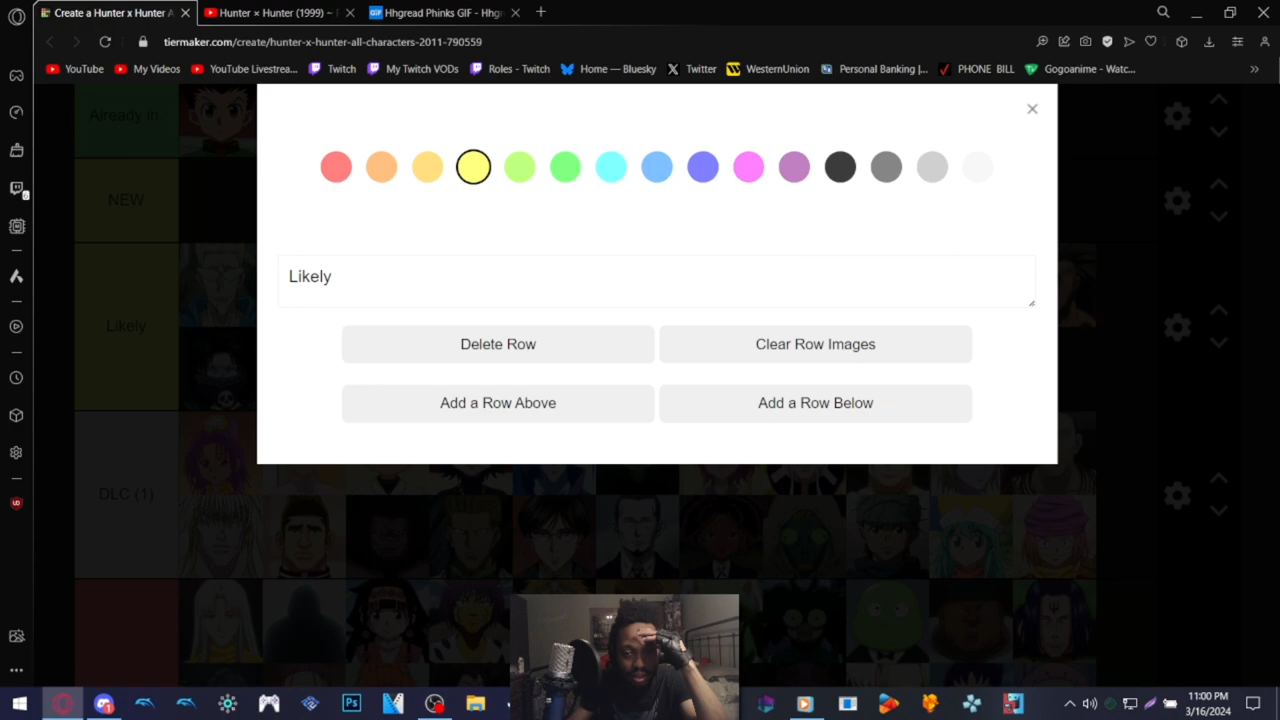 Create a Hunter x Hunter A
Hunter × Hunter (1999) ~
Hhgread Phinks GIF - Hhgr
tiermaker.com/create/hunter-x-hunter-all-characters-2011-790559
YouTube
My Videos
YouTube Livestrea...
Twitch
My Twitch VODs
Roles - Twitch
Home — Bluesky
Twitter
WesternUnion
Personal Banking |...
PHONE BILL
Gogoanime - Watc...
Already in
NEW
Likely
Likely
Delete Row
Clear Row Images
Add a Row Above
Add a Row Below
DLC (1)
11:00 PM
3/16/2024